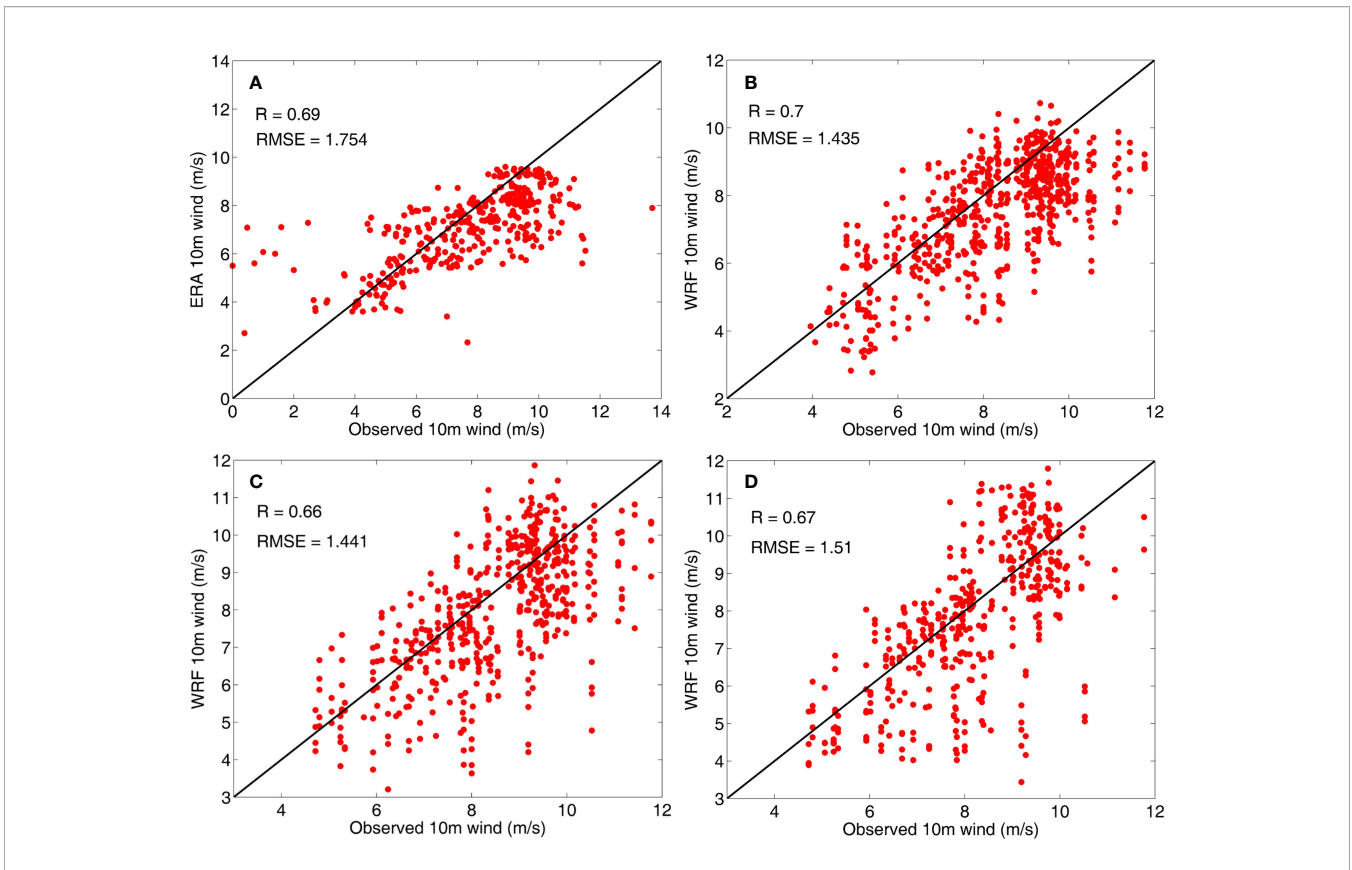 A
R = 0.69
RMSE = 1.754
14
12
10
8
6
4
2
0
ERA 10m wind (m/s)
0 2 4 6 8 10 12 14
Observed 10m wind (m/s)
B
R = 0.7
RMSE = 1.435
12
10
8
6
4
2
WRF 10m wind (m/s)
2 4 6 8 10 12
Observed 10m wind (m/s)
C
R = 0.66
RMSE = 1.441
12
11
10
9
8
7
6
5
4
3
WRF 10m wind (m/s)
4 6 8 10 12
Observed 10m wind (m/s)
D
R = 0.67
RMSE = 1.51
12
11
10
9
8
7
6
5
4
3
WRF 10m wind (m/s)
4 6 8 10 12
Observed 10m wind (m/s)